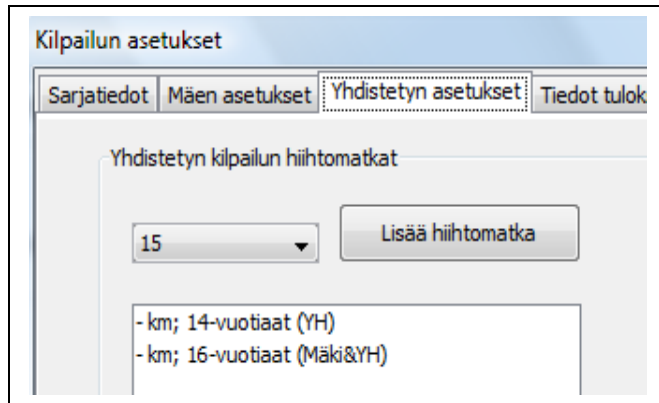 Kilpailun asetukset
Sarjatiedot Mäen asetukset Yhdistetyn asetukset Tiedot tulok
Yhdistetyn kilpailun hiihtomatkat
15 Lisää hiihtomatka
- km; 14-vuotiaat (YH)
- km; 16-vuotiaat (Mäki&YH)